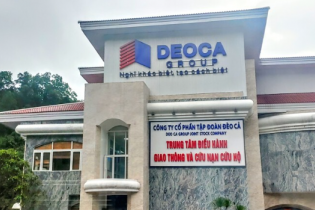 DEOCA
GROUP
Nghĩ khác biệt, tạo cách biệt
CÔNG TY CỔ PHẦN TẬP ĐOÀN ĐÈO CẢ
DEO CA GROUP JOINT STOCK COMPANY
TRUNG TÂM ĐIỀU HÀNH
GIAO THÔNG VÀ CỨU NẠN CỨU HỘ